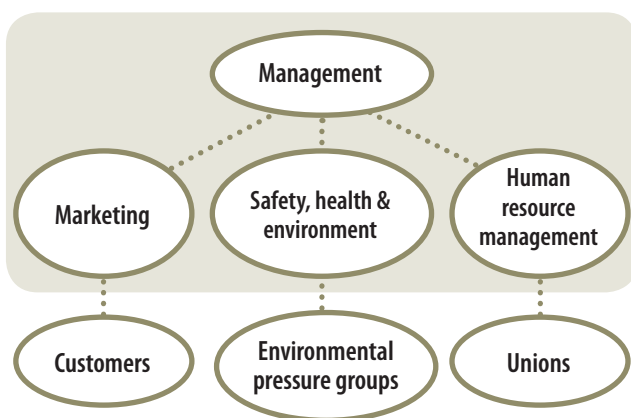 Management
Marketing
Safety, health &
environment
Human
resource
management
Customers
Environmental
pressure groups
Unions